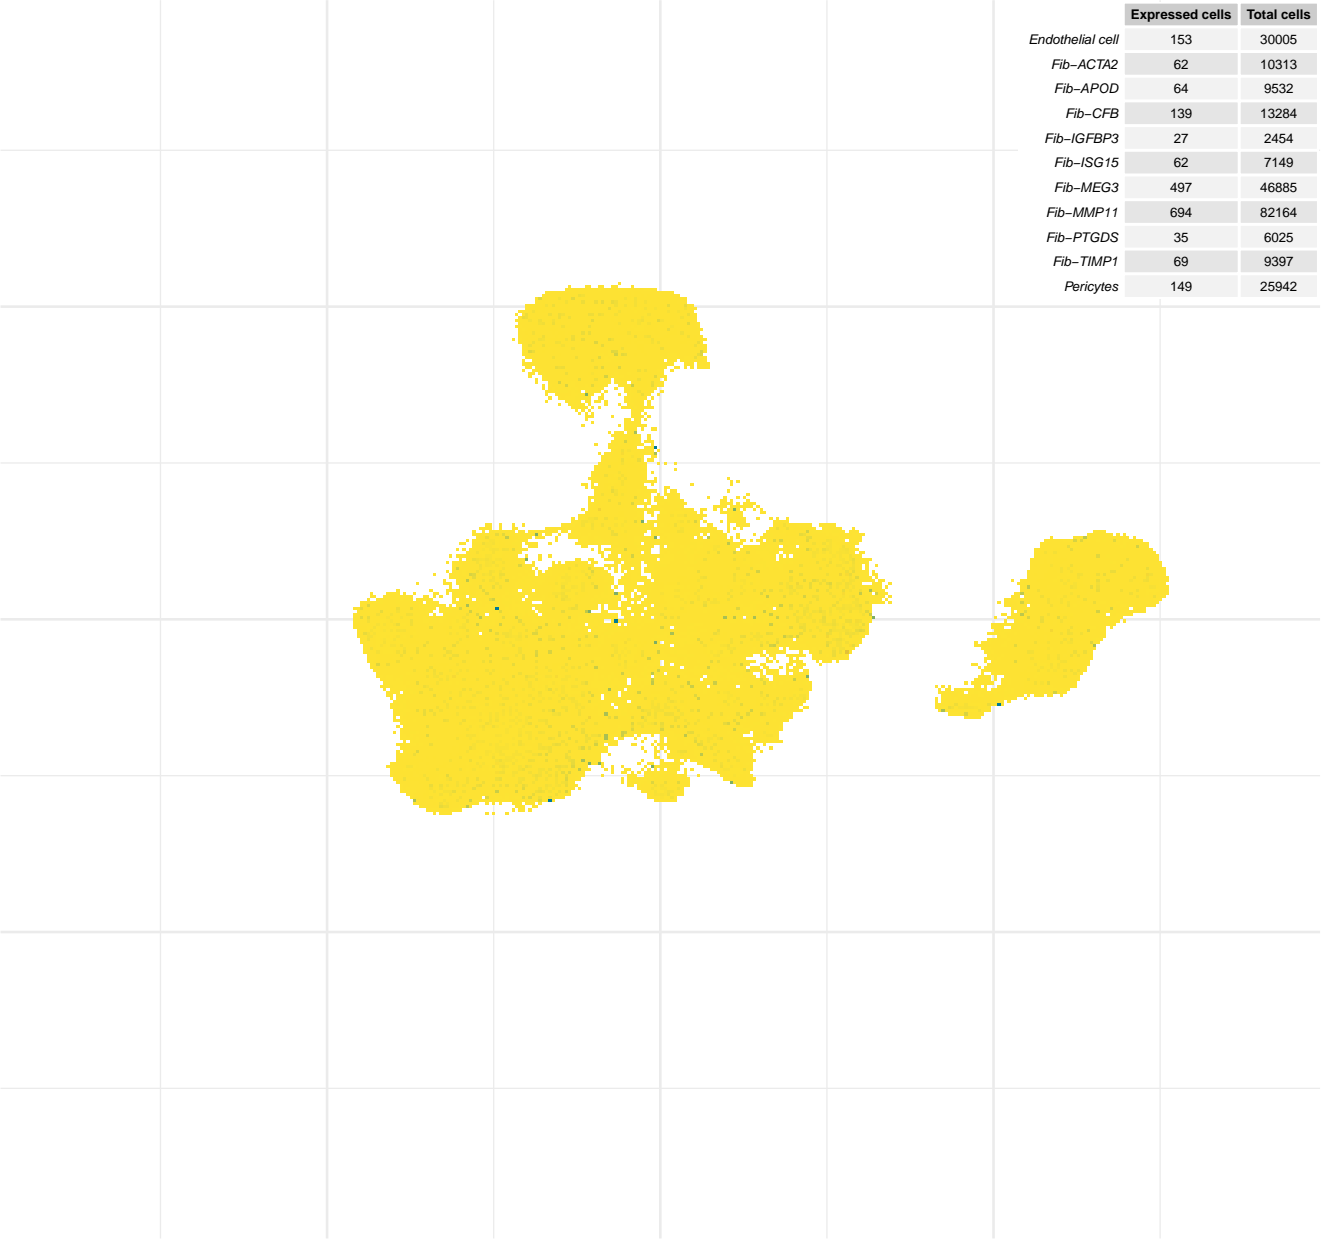 Expressed cells Total cells
Endothelial cell 153 30005
Fib−ACTA2 62 10313
Fib−APOD 64 9532
Fib−CFB 139 13284
Fib−IGFBP3 27 2454
Fib−ISG15 62 7149
Fib−MEG3 497 46885
Fib−MMP11 694 82164
Fib−PTGDS 35 6025
Fib−TIMP1 69 9397
Pericytes 149 25942